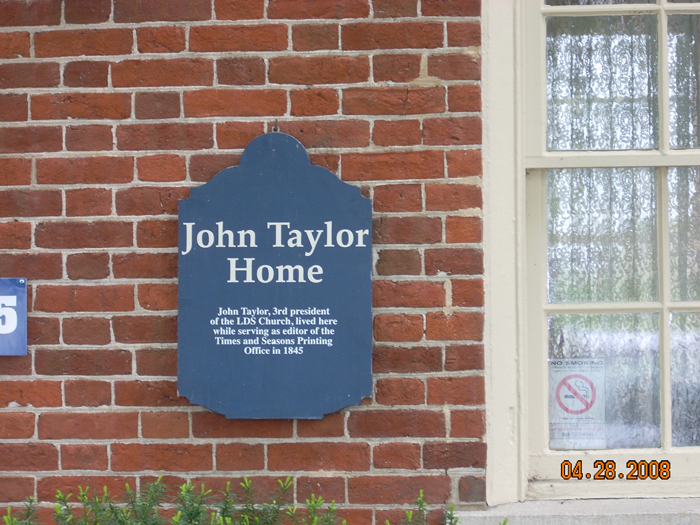 John Taylor
Home
John Taylor, 3rd president
of the LDS Church, lived here
while serving as editor of the
Times and Seasons Printing
Office in 1845
5
NO SMOKING
04.28.2008